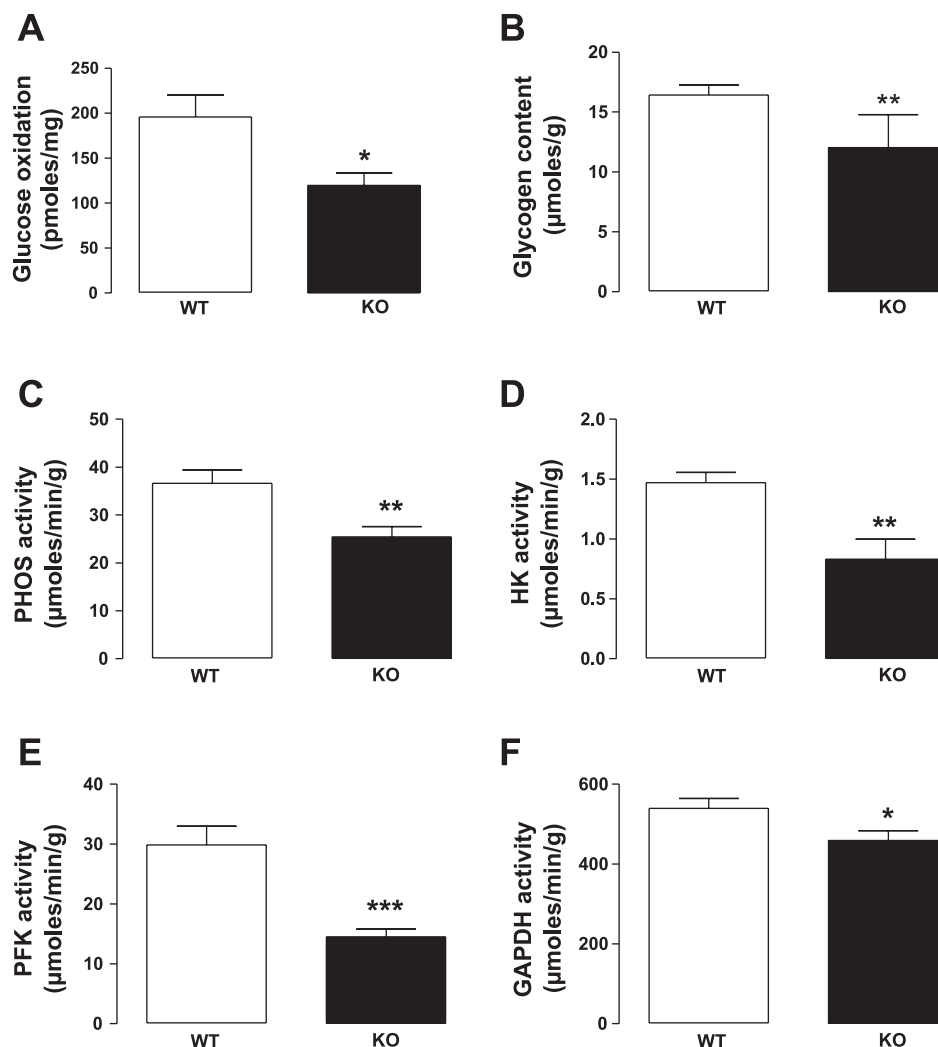 A
Glucose oxidation
(pmoles/mg)
250
200
150
100
50
0
*
WT
KO
B
Glycogen content
(µmoles/g)
20
15
10
5
0
**
WT
KO
C
PHOS activity
(µmoles/min/g)
50
40
30
20
10
0
**
WT
KO
D
HK activity
(µmoles/min/g)
2.0
1.5
1.0
0.5
0.0
**
WT
KO
E
PFK activity
(µmoles/min/g)
40
30
20
10
0
***
WT
KO
F
GAPDH activity
(µmoles/min/g)
600
400
200
0
*
WT
KO